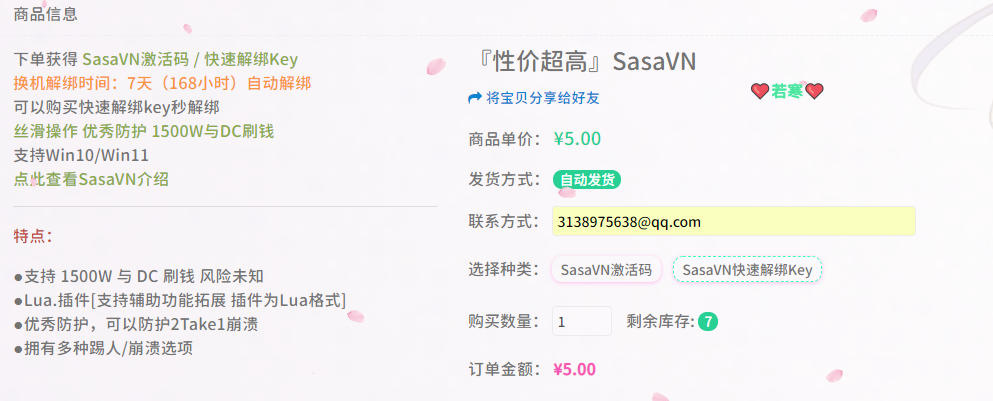 商品信息
下单获得 SasaVN激活码 / 快速解绑Key
换机解绑时间：7天（168小时）自动解绑
可以购买快速解绑key秒解绑
丝滑操作 优秀防护 1500W与DC刷钱
支持Win10/Win11
点此查看SasaVN介绍
特点：
●支持 1500W 与 DC 刷钱 风险未知
●Lua.插件[支持辅助功能拓展 插件为Lua格式]
●优秀防护，可以防护2Take1崩溃
●拥有多种踢人/崩溃选项
『性价超高』SasaVN
将宝贝分享给好友
❤若寒❤
商品单价： ¥5.00
发货方式： 自动发货
联系方式： 3138975638@qq.com
选择种类： SasaVN激活码 SasaVN快速解绑Key
购买数量： 1 剩余库存: 7
订单金额： ¥5.00